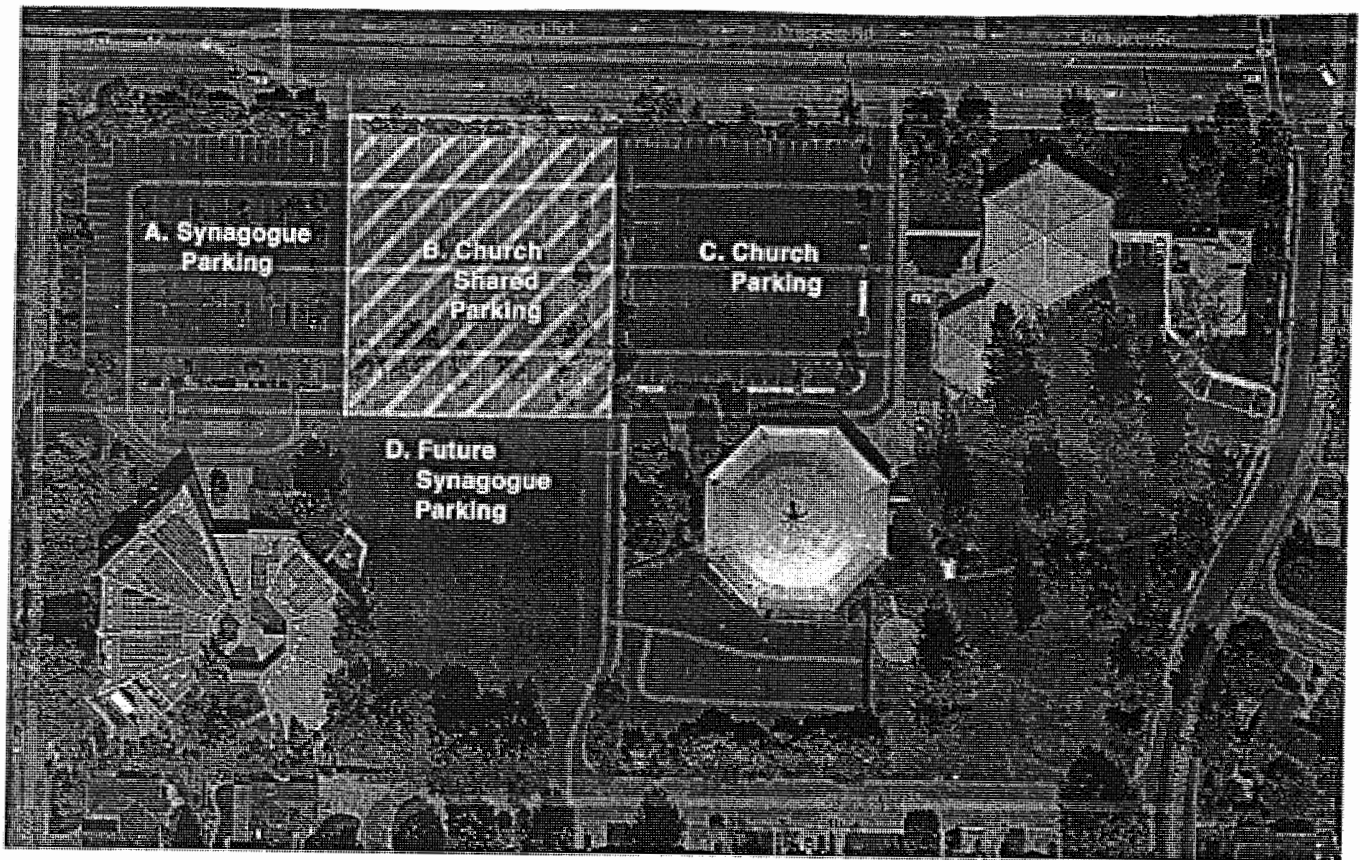 A. Synagogue
Parking
B. Church
Shared
Parking
C. Church
Parking
D. Future
Synagogue
Parking